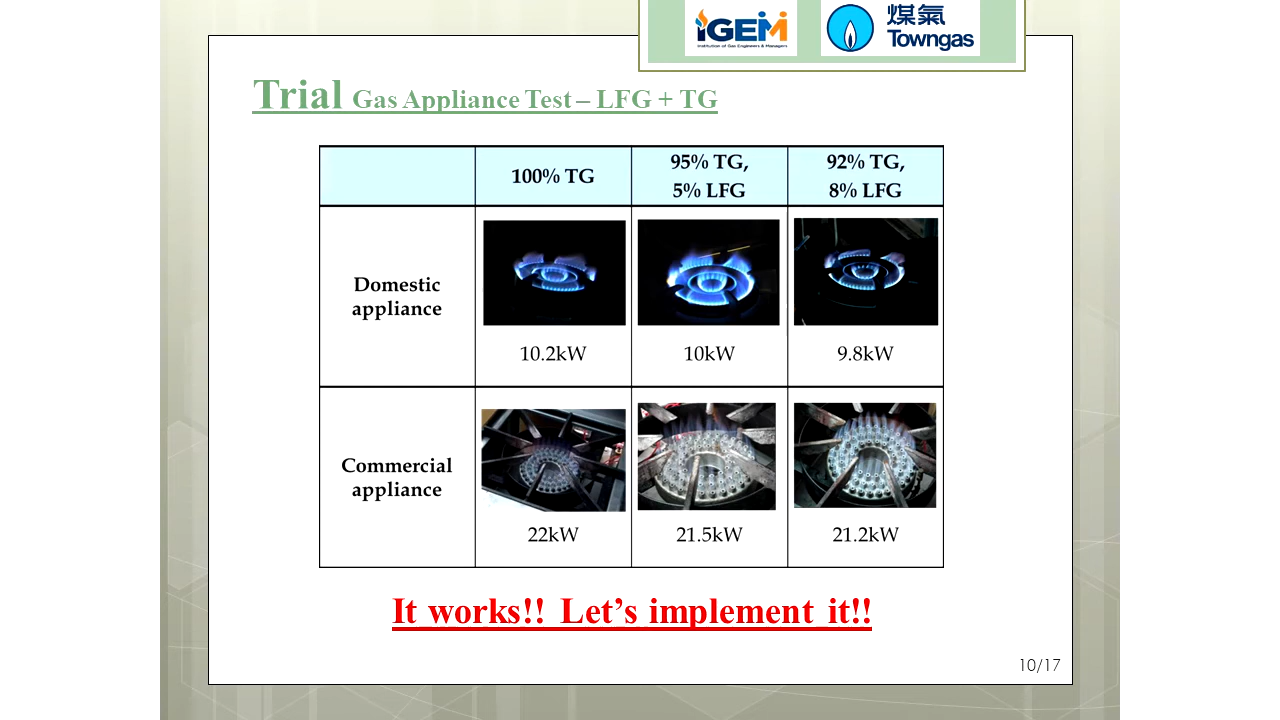 IGEM
Institution of Gas Engineers & Managers
煤氣
Towngas
Trial Gas Appliance Test – LFG + TG
100% TG
95% TG,
5% LFG
92% TG,
8% LFG
Domestic
appliance
10.2kW
10kW
9.8kW
Commercial
appliance
22kW
21.5kW
21.2kW
It works!! Let’s implement it!!
10/17